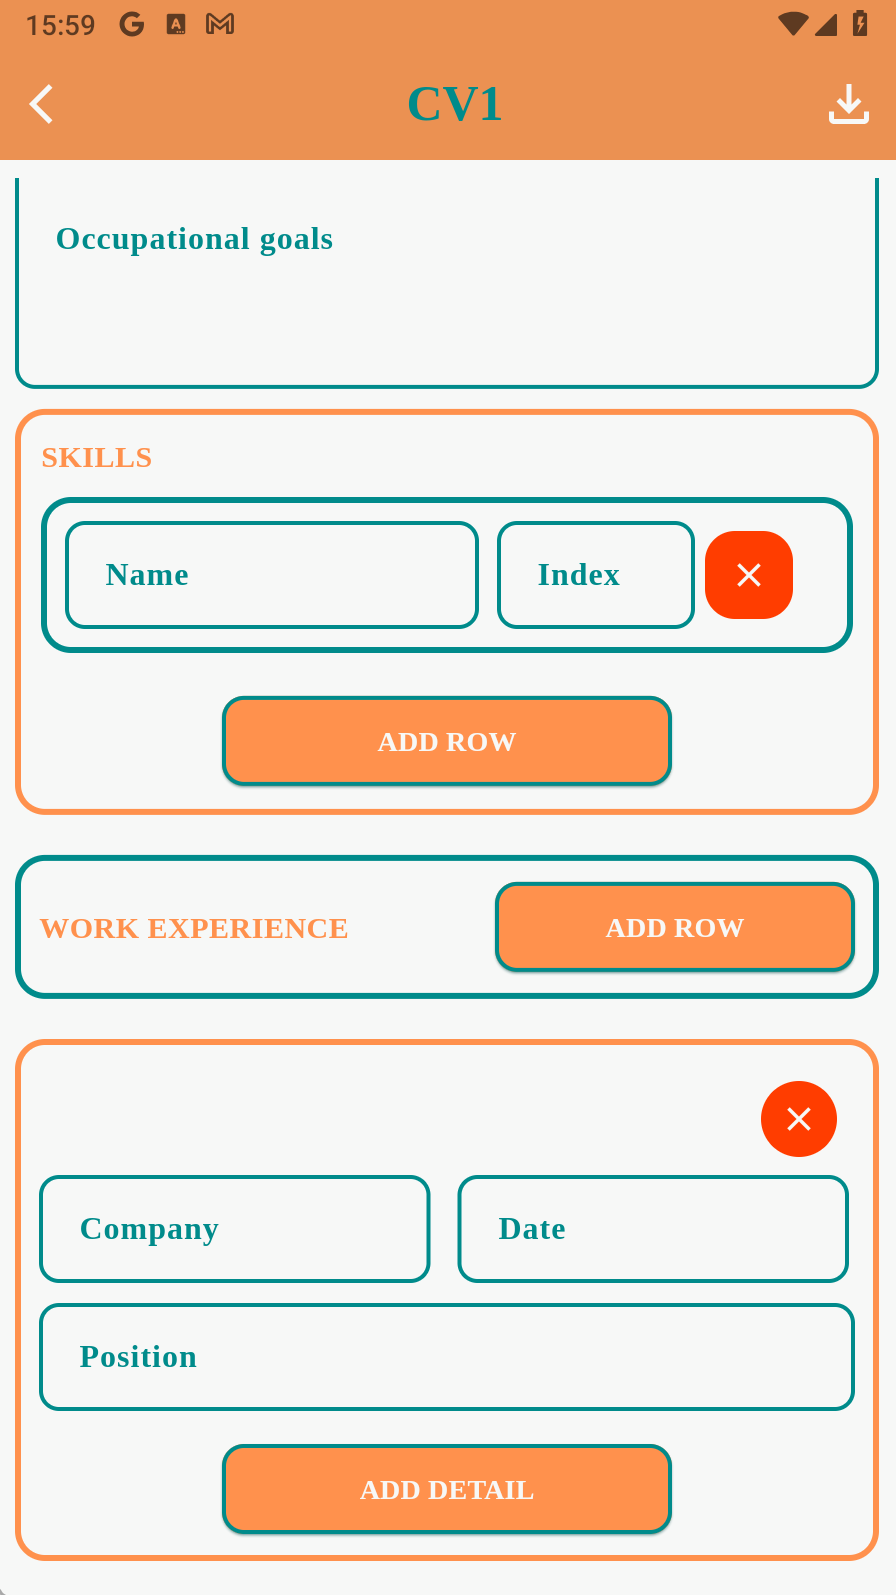 15:59
CV1
Occupational goals
SKILLS
Name
Index
ADD ROW
WORK EXPERIENCE
ADD ROW
Company
Date
Position
ADD DETAIL